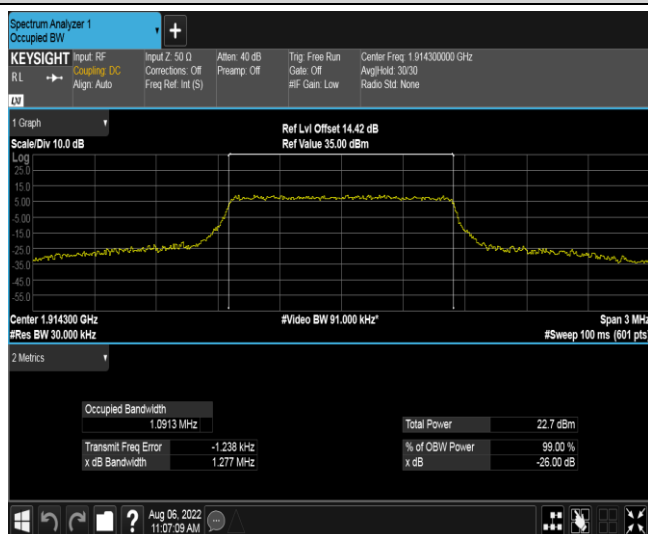 Spectrum Analyzer 1
Occupied BW
+
KEYSIGHT
RL
LXI
Input: RF
Coupling: DC
Align: Auto
Input Z: 50 Ω
Corrections: Off
Freq Ref: Int (S)
Atten: 40 dB
Preamp: Off
Trig: Free Run
Gate: Off
#IF Gain: Low
Center Freq: 1.914300000 GHz
Avg|Hold: 30/30
Radio Std: None
1 Graph
Scale/Div 10.0 dB
Ref Lvl Offset 14.42 dB
Ref Value 35.00 dBm
Log
25.0
15.0
5.00
-5.00
-15.0
-25.0
-35.0
-45.0
-55.0
Center 1.914300 GHz
#Res BW 30.000 kHz
#Video BW 91.000 kHz*
Span 3 MHz
#Sweep 100 ms (601 pts)
2 Metrics
Occupied Bandwidth
1.0913 MHz
Transmit Freq Error -1.238 kHz
x dB Bandwidth 1.277 MHz
Total Power 22.7 dBm
% of OBW Power 99.00 %
x dB -26.00 dB
?
Aug 06, 2022
11:07:09 AM